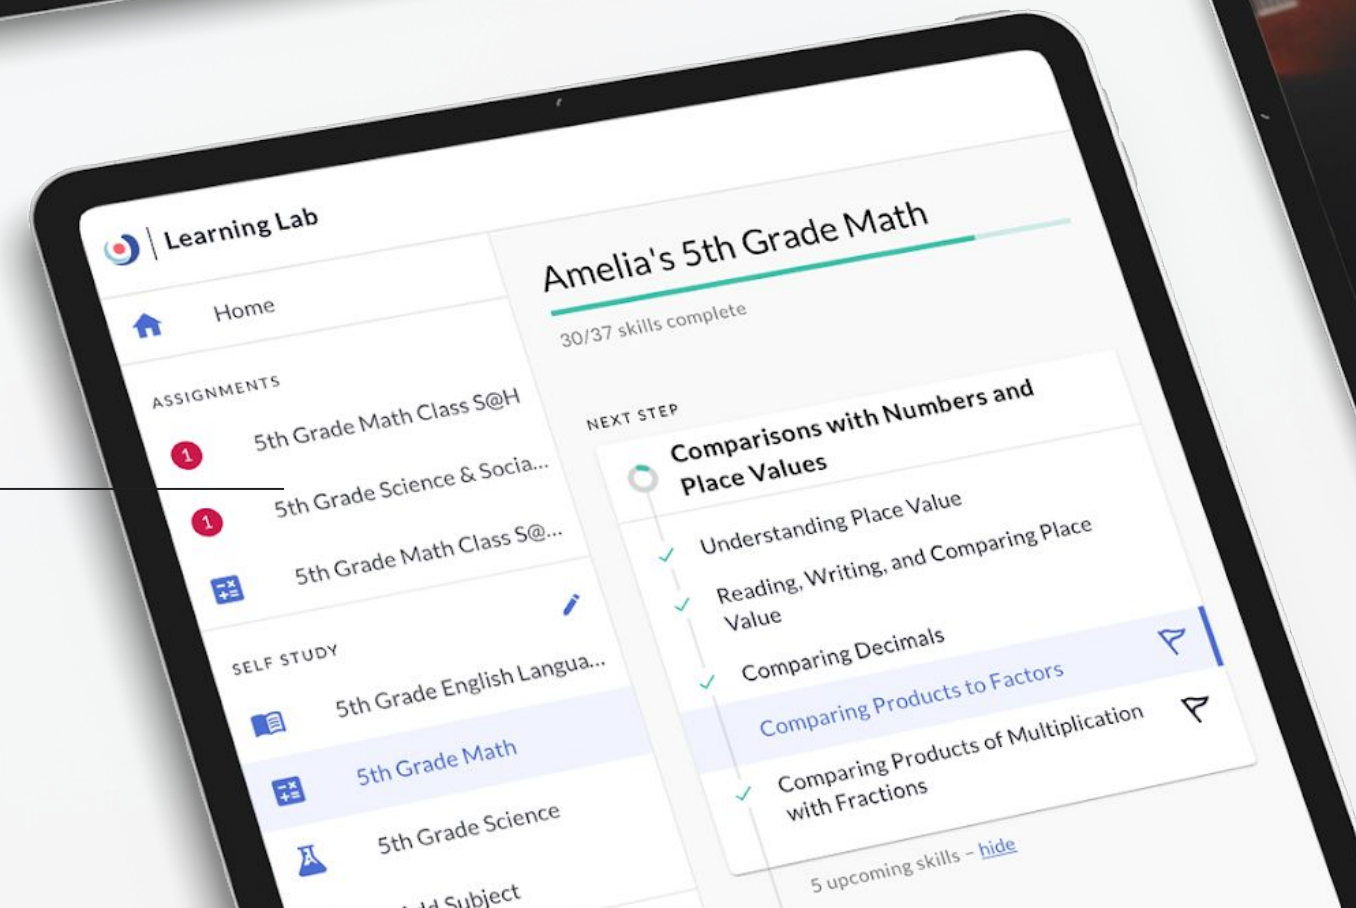 Learning Lab
Home
ASSIGNMENTS
1
5th Grade Math Class S@H
1
5th Grade Science & Socia...
5th Grade Math Class S@...
SELF STUDY
5th Grade English Langua...
5th Grade Math
5th Grade Science
Subject
Amelia's 5th Grade Math
30/37 skills complete
NEXT STEP
Comparisons with Numbers and
Place Values
Understanding Place Value
Reading, Writing, and Comparing Place
Value
Comparing Decimals
Comparing Products to Factors
Comparing Products of Multiplication
with Fractions
5 upcoming skills – hide